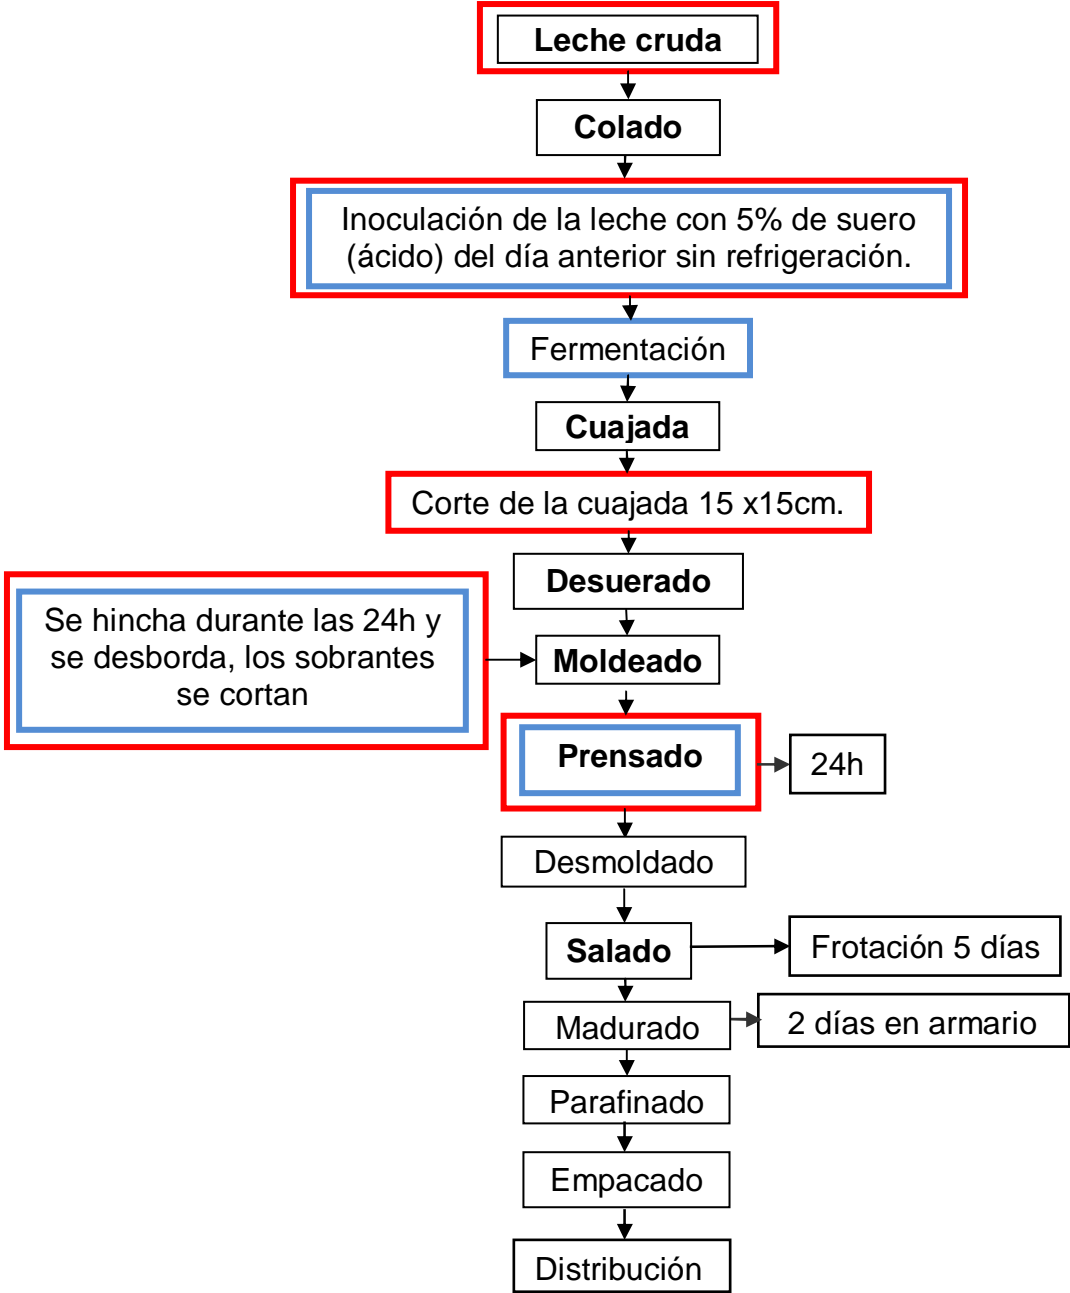 Leche cruda
Colado
Inoculación de la leche con 5% de suero
(ácido) del día anterior sin refrigeración.
Fermentación
Cuajada
Corte de la cuajada 15 x15cm.
Desuerado
Se hincha durante las 24h y
se desborda, los sobrantes
se cortan
Moldeado
Prensado
24h
Desmoldado
Salado
Frotación 5 días
Madurado
2 días en armario
Parafinado
Empacado
Distribución